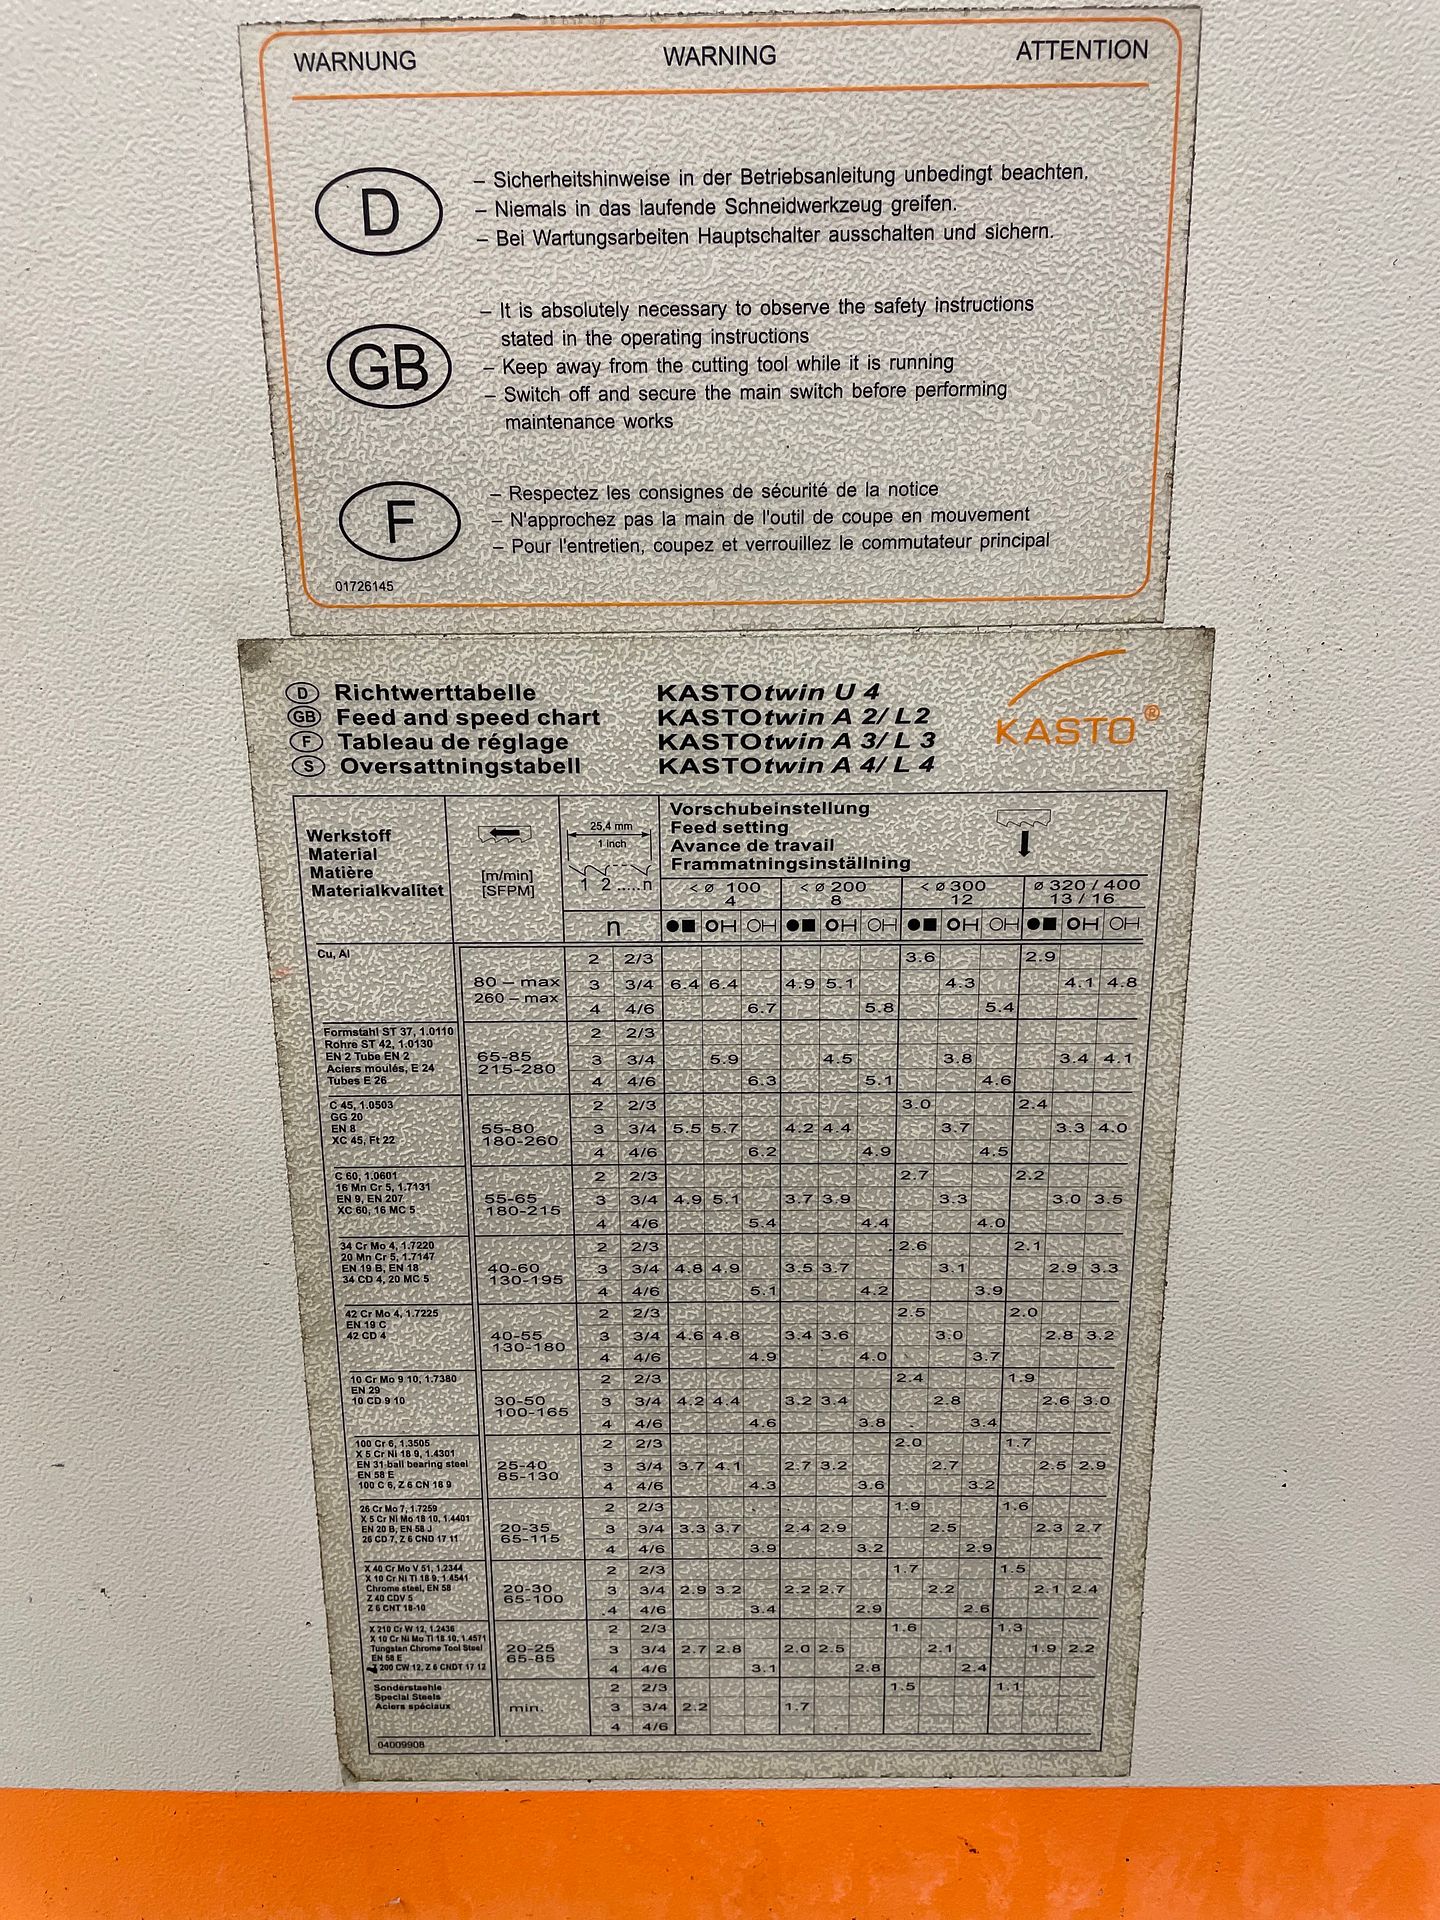 WARNUNG WARNING ATTENTION
D
– Sicherheitshinweise in der Betriebsanleitung unbedingt beachten.
– Niemals in das laufende Schneidwerkzeug greifen.
– Bei Wartungsarbeiten Hauptschalter ausschalten und sichern.
GB
– It is absolutely necessary to observe the safety instructions
stated in the operating instructions
– Keep away from the cutting tool while it is running
– Switch off and secure the main switch before performing
maintenance works
F
– Respectez les consignes de sécurité de la notice
– N'approchez pas la main de l'outil de coupe en mouvement
– Pour l'entretien, coupez et verrouillez le commutateur principal
01726145
D Richtwerttabelle KASTOtwin U 4
GB Feed and speed chart KASTOtwin A 2/ L2
F Tableau de réglage KASTOtwin A 3/ L 3
S Oversattningstabell KASTOtwin A 4/ L 4
KASTO®
Werkstoff
Material
Matière
Materialkvalitet
[m/min]
[SFPM]
25,4 mm
1 inch
1 2 .....n
n
Vorschubeinstellung
Feed setting
Avance de travail
Frammatningsinställning
< ø 100 < ø 200 < ø 300 ø 320 / 400
4 8 12 13 / 16
●■ OH OH ●■ OH OH ●■ OH OH ●■ OH OH
Cu, Al
80 – max
260 – max
2 2/3 3.6 2.9
3 3/4 6.4 6.4 4.9 5.1 4.3 4.1 4.8
4 4/6 6.7 5.8 5.4
Formstahl ST 37, 1.0110
Rohre ST 42, 1.0130
EN 2 Tube EN 2
Aciers moulés, E 24
Tubes E 26
65-85
215-280
2 2/3
3 3/4 5.9 4.5 3.8 3.4 4.1
4 4/6 6.3 5.1 4.6
C 45, 1.0503
GG 20
EN 8
XC 45, Ft 22
55-80
180-260
2 2/3 3.0 2.4
3 3/4 5.5 5.7 4.2 4.4 3.7 3.3 4.0
4 4/6 6.2 4.9 4.5
C 60, 1.0601
16 Mn Cr 5, 1.7131
EN 9, EN 207
XC 60, 16 MC 5
55-65
180-215
2 2/3 2.7 2.2
3 3/4 4.9 5.1 3.7 3.9 3.3 3.0 3.5
4 4/6 5.4 4.4 4.0
34 Cr Mo 4, 1.7220
20 Mn Cr 5, 1.7147
EN 19 B, EN 18
34 CD 4, 20 MC 5
40-60
130-195
2 2/3 2.6 2.1
3 3/4 4.8 4.9 3.5 3.7 3.1 2.9 3.3
4 4/6 5.1 4.2 3.9
42 Cr Mo 4, 1.7225
EN 19 C
42 CD 4
40-55
130-180
2 2/3 2.5 2.0
3 3/4 4.6 4.8 3.4 3.6 3.0 2.8 3.2
4 4/6 4.9 4.0 3.7
10 Cr Mo 9 10, 1.7380
EN 29
10 CD 9 10
30-50
100-165
2 2/3 2.4 1.9
3 3/4 4.2 4.4 3.2 3.4 2.8 2.6 3.0
4 4/6 4.6 3.8 3.4
100 Cr 6, 1.3505
X 5 Cr Ni 18 9, 1.4301
EN 31 ball bearing steel
EN 58 E
100 C 6, Z 6 CN 18 9
25-40
85-130
2 2/3 2.0 1.7
3 3/4 3.7 4.1 2.7 3.2 2.7 2.5 2.9
4 4/6 4.3 3.6 3.2
26 Cr Mo 7, 1.7259
X 5 Cr Ni Mo 18 10, 1.4401
EN 20 B, EN 58 J
26 CD 7, Z 6 CND 17 11
20-35
65-115
2 2/3 1.9 1.6
3 3/4 3.3 3.7 2.4 2.9 2.5 2.3 2.7
4 4/6 3.9 3.2 2.9
X 40 Cr Mo V 51, 1.2344
X 10 Cr Ni Ti 18 9, 1.4541
Chrome steel, EN 58
Z 40 CDV 5
Z 6 CNT 18-10
20-30
65-100
2 2/3 1.7 1.5
3 3/4 2.9 3.2 2.2 2.7 2.2 2.1 2.4
4 4/6 3.4 2.9 2.6
X 210 Cr W 12, 1.2436
X 10 Cr Ni Mo Ti 18 10, 1.4571
Tungsten Chrome Tool Steel
EN 58 E
Z 200 CW 12, Z 6 CNDT 17 12
20-25
65-85
2 2/3 1.6 1.3
3 3/4 2.7 2.8 2.0 2.5 2.1 1.9 2.2
4 4/6 3.1 2.8 2.4
Sonderstaehle
Special Steels
Aciers spéciaux
min.
2 2/3 1.5 1.1
3 3/4 2.2 1.7
4 4/6
04009908